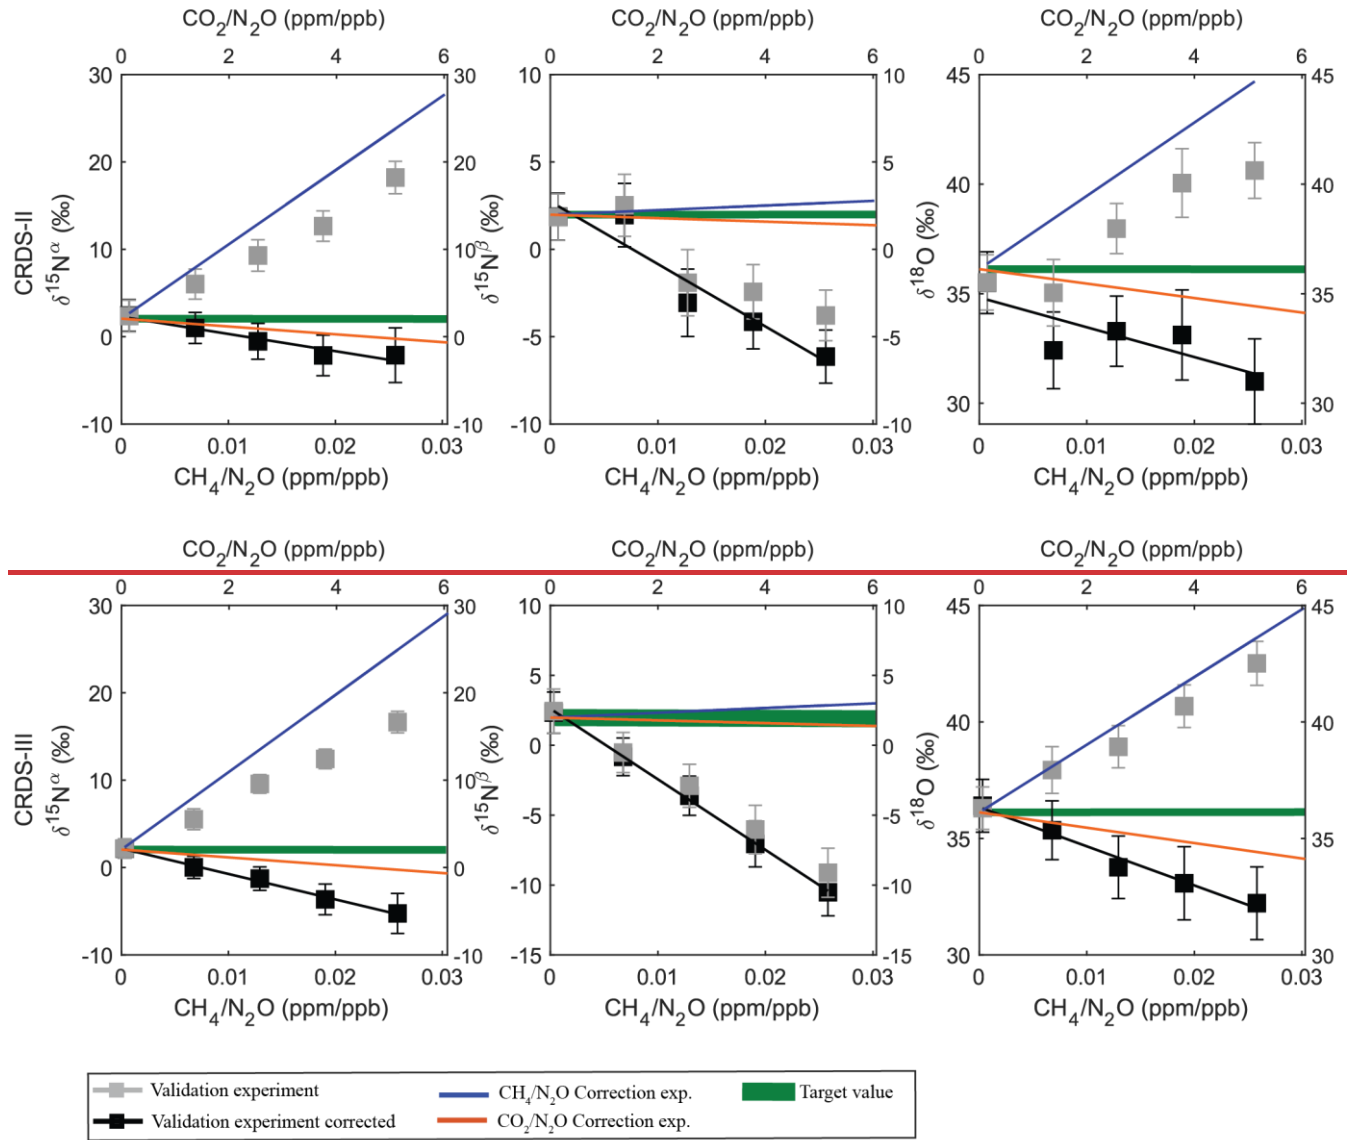 CO2/N2O (ppm/ppb) CO2/N2O (ppm/ppb) CO2/N2O (ppm/ppb)
0 2 4 6 0 2 4 6 0 2 4 6
30 30 10 10 45 45
20 20 5 5 40 40
10 10 0 0 35 35
0 0 -5 -5 30 30
-10 -10 -10 -10
CRDS-II
δ15Nα (‰) δ15Nβ (‰) δ18O (‰)
0 0.01 0.02 0.03 0 0.01 0.02 0.03 0 0.01 0.02 0.03
CH4/N2O (ppm/ppb) CH4/N2O (ppm/ppb) CH4/N2O (ppm/ppb)
CO2/N2O (ppm/ppb) CO2/N2O (ppm/ppb) CO2/N2O (ppm/ppb)
0 2 4 6 0 2 4 6 0 2 4 6
30 30 10 10 45 45
20 20 5 5 40 40
10 10 0 0 35 35
0 0 -5 -5 30 30
-10 -10 -10 -10
-15 -15
CRDS-III
δ15Nα (‰) δ15Nβ (‰) δ18O (‰)
0 0.01 0.02 0.03 0 0.01 0.02 0.03 0 0.01 0.02 0.03
CH4/N2O (ppm/ppb) CH4/N2O (ppm/ppb) CH4/N2O (ppm/ppb)
Validation experiment CH4/N2O Correction exp. Target value
Validation experiment corrected CO2/N2O Correction exp.